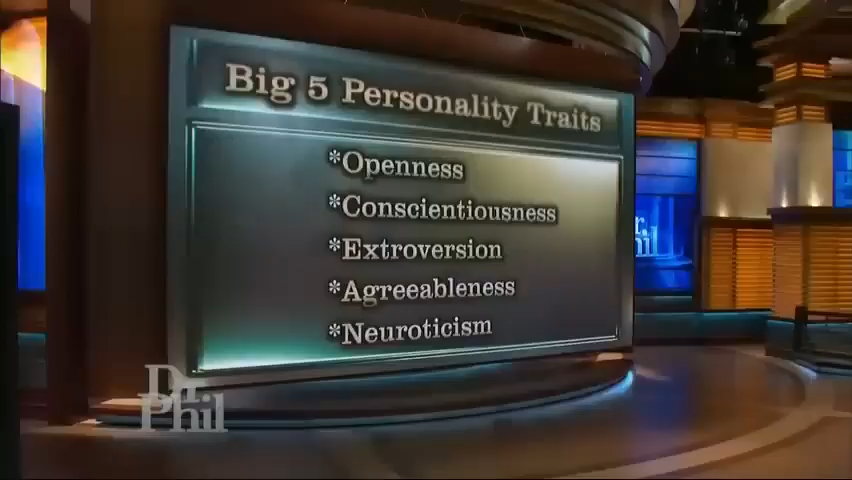 Big 5 Personality Traits
*Openness
*Conscientiousness
*Extroversion
*Agreeableness
*Neuroticism
Dr.
Phil